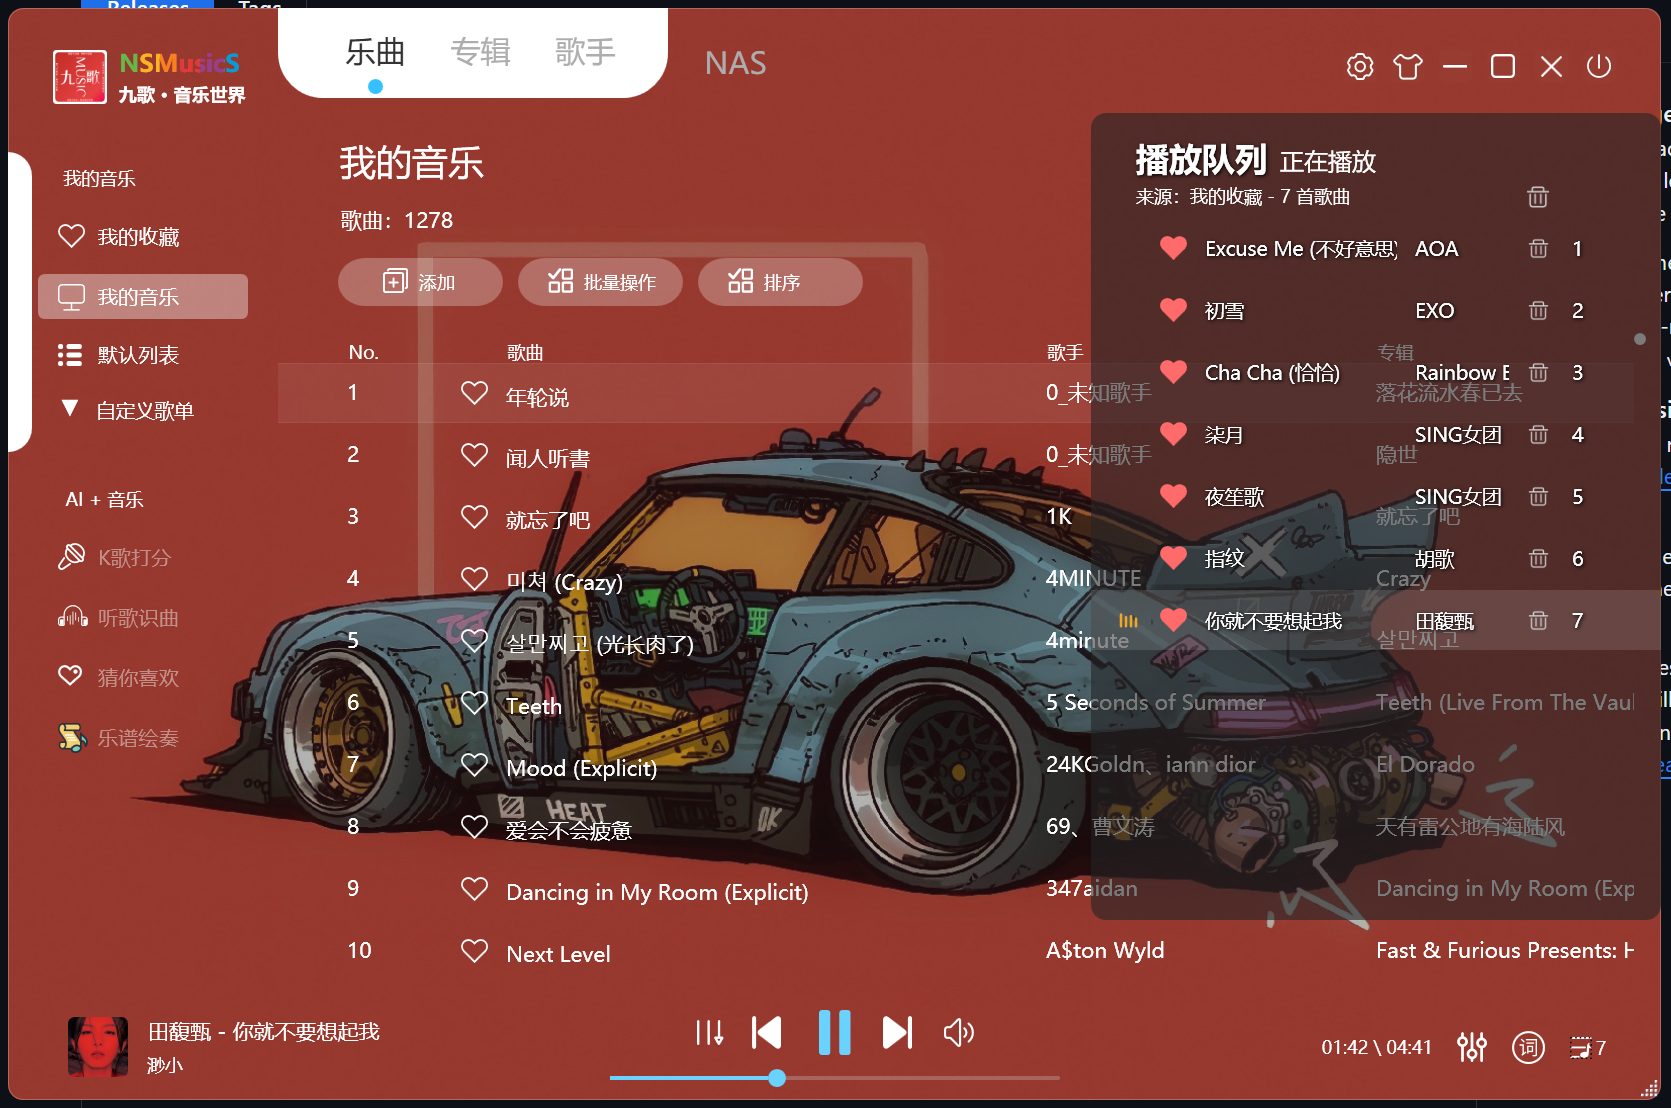 Releases Tags
NSMusicS
九歌・音乐世界
乐曲 专辑 歌手 NAS
我的音乐
我的收藏
我的音乐
默认列表
自定义歌单
AI + 音乐
K歌打分
听歌识曲
猜你喜欢
乐谱绘奏
我的音乐
歌曲：1278
添加 批量操作 排序
No. 歌曲 歌手 专辑
1 年轮说 0_未知歌手 落花流水春已去
2 闻人听書 0_未知歌手 隐世
3 就忘了吧 1K 就忘了吧
4 미쳐 (Crazy) 4MINUTE Crazy
5 살만찌고 (光长肉了) 4minute 살만찌고
6 Teeth 5 Seconds of Summer Teeth (Live From The Vaul
7 Mood (Explicit) 24KGoldn、iann dior El Dorado
8 爱会不会疲惫 69、曹文涛 天有雷公地有海陆风
9 Dancing in My Room (Explicit) 347aidan Dancing in My Room (Exp
10 Next Level A$ton Wyld Fast & Furious Presents: H
HEAT
OK
播放队列 正在播放
来源：我的收藏 - 7 首歌曲
Excuse Me (不好意思) AOA 1
初雪 EXO 2
Cha Cha (恰恰) Rainbow E 3
柒月 SING女团 4
夜笙歌 SING女团 5
指纹 胡歌 6
你就不要想起我 田馥甄 7
田馥甄 - 你就不要想起我
渺小
01:42 \ 04:41 词 7